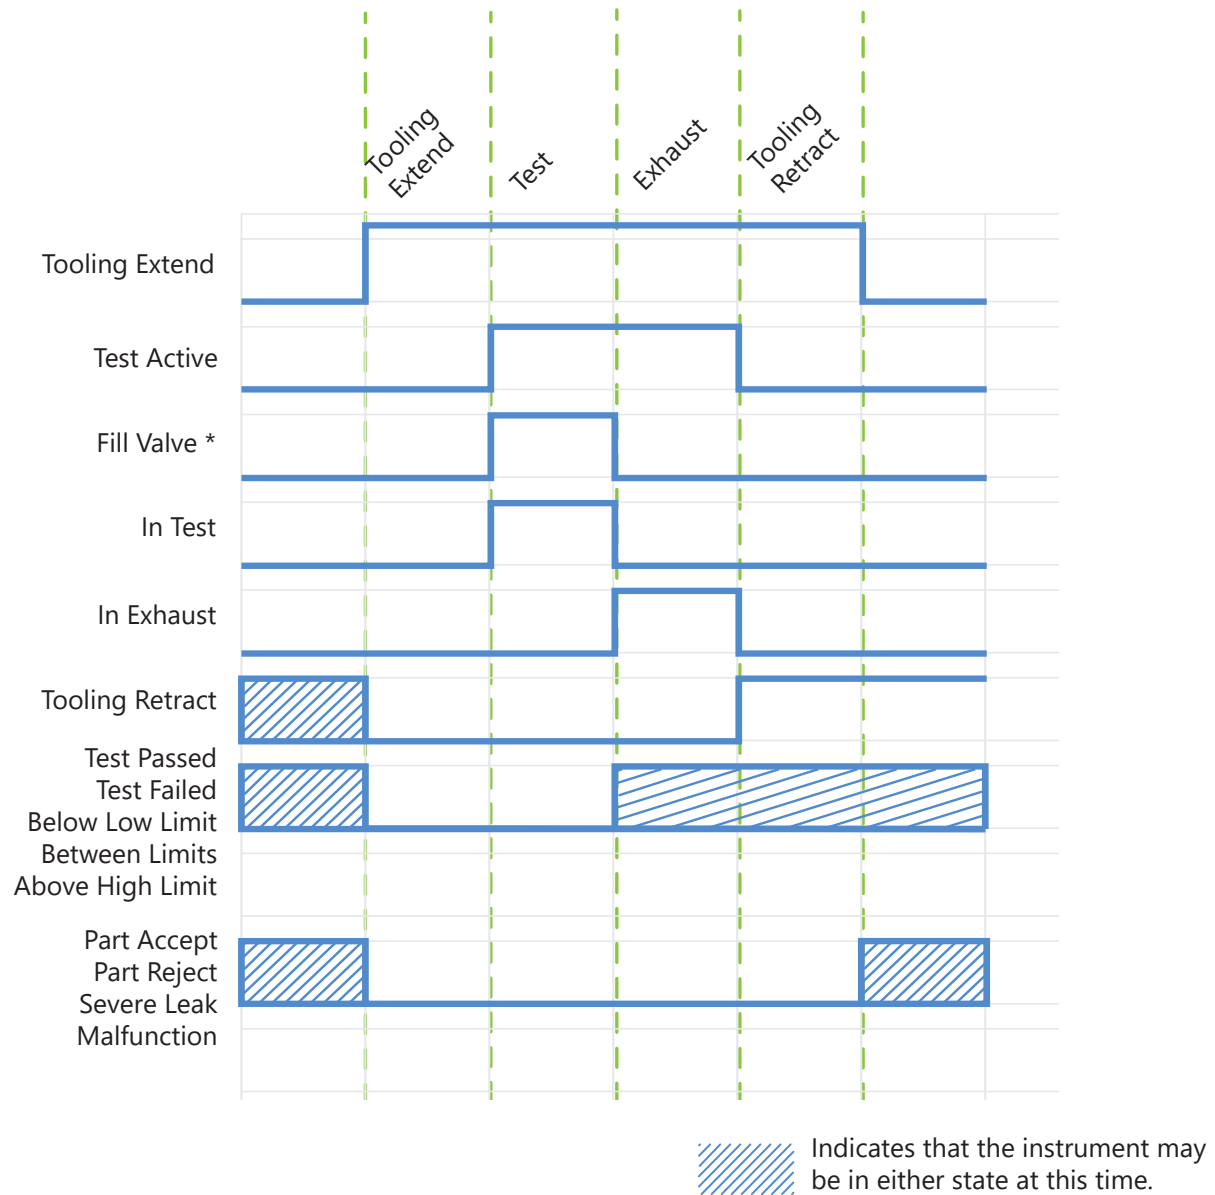 Tooling
Extend
Test
Exhaust
Tooling
Retract
Tooling Extend
Test Active
Fill Valve *
In Test
In Exhaust
Tooling Retract
Test Passed
Test Failed
Below Low Limit
Between Limits
Above High Limit
Part Accept
Part Reject
Severe Leak
Malfunction
Indicates that the instrument may
be in either state at this time.